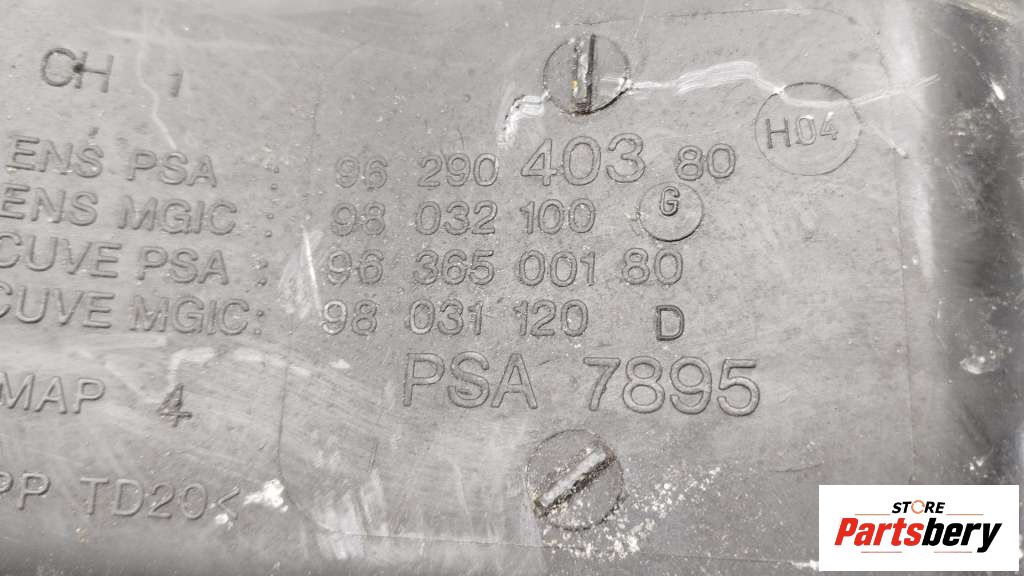 CH 1
ENS PSA : 96 290 403 80 H04
ENS MGIC : 98 032 100 G
CUVE PSA : 96 365 001 80
CUVE MGIC: 98 031 120 D
PSA 7895
MAP 4
PP TD20<
STORE
Partsbery